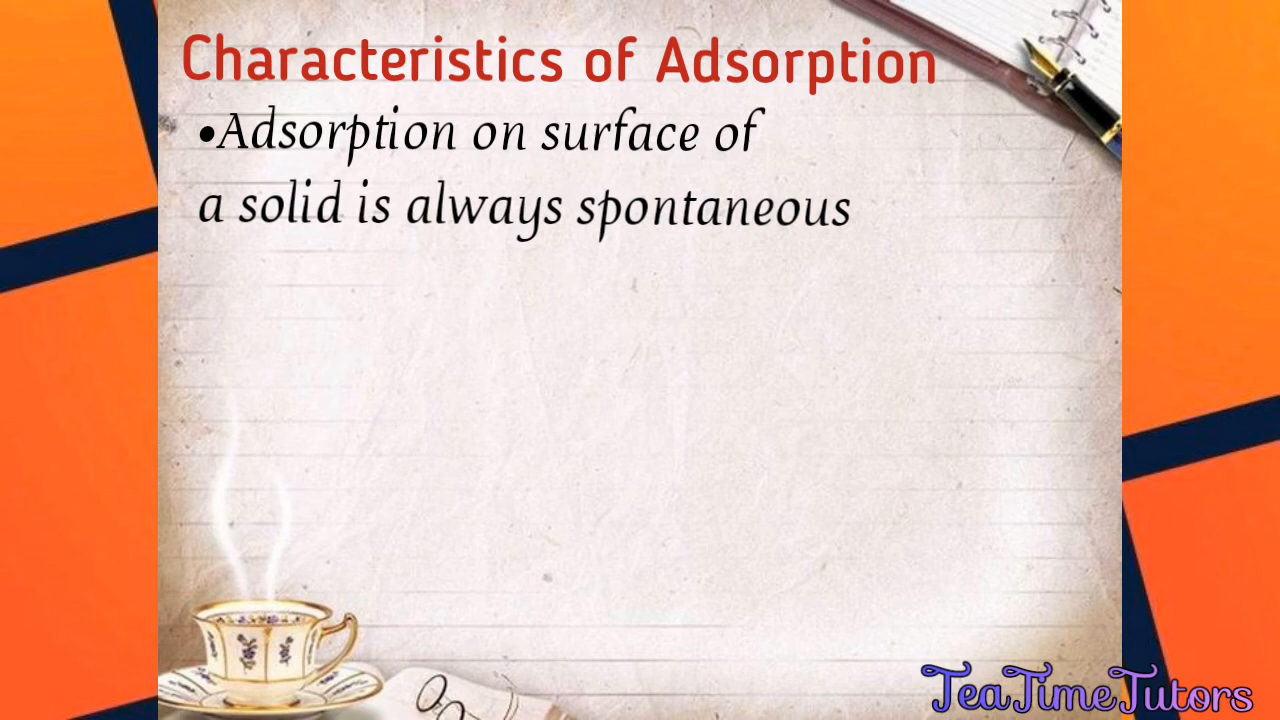 Characteristics of Adsorption
•Adsorption on surface of
a solid is always spontaneous
TeaTimeTutors